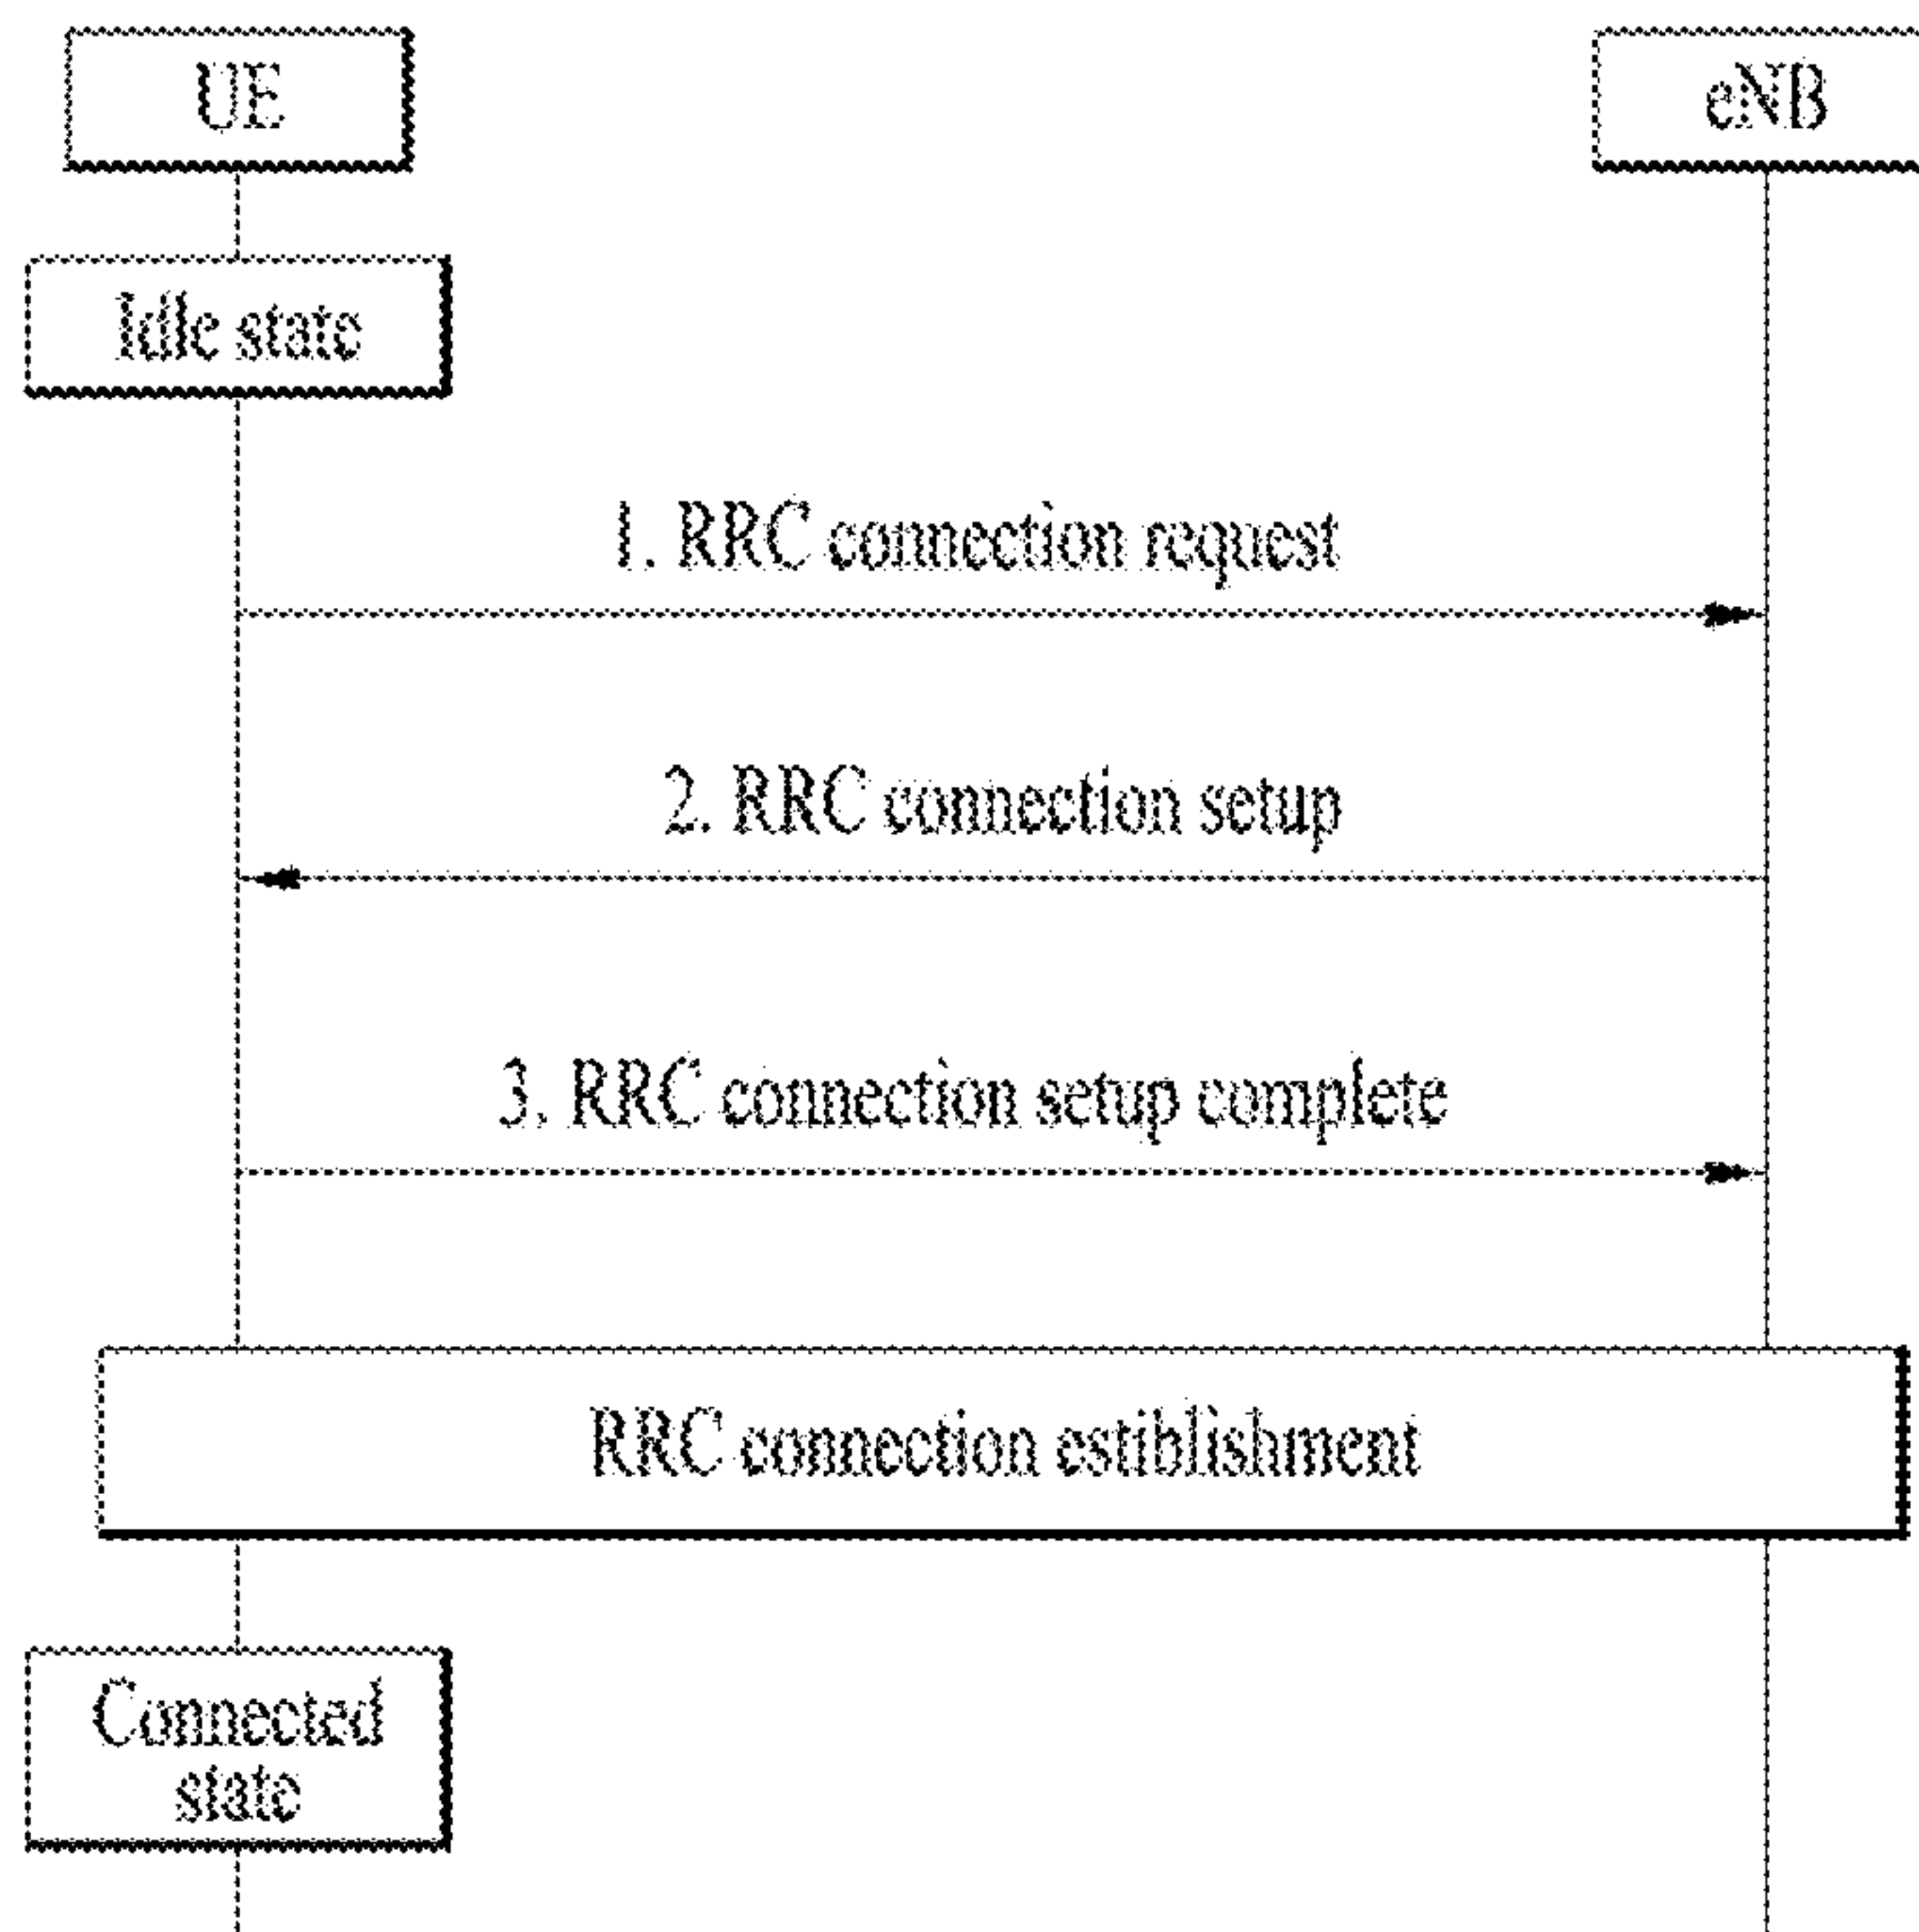 UE
eNB
Idle state
1. RRC connection request
2. RRC connection setup
3. RRC connection setup complete
RRC connection estiblishment
Connected
state